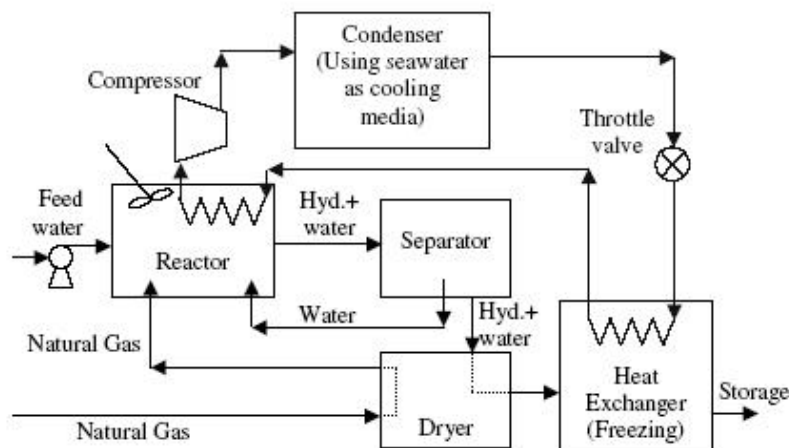 Condenser
(Using seawater
as cooling
media)
Compressor
Throttle
valve
Feed
water
Hyd.+
water
Reactor
Separator
Water
Hyd.+
water
Natural Gas
Heat
Exchanger
(Freezing)
Storage
Natural Gas
Dryer